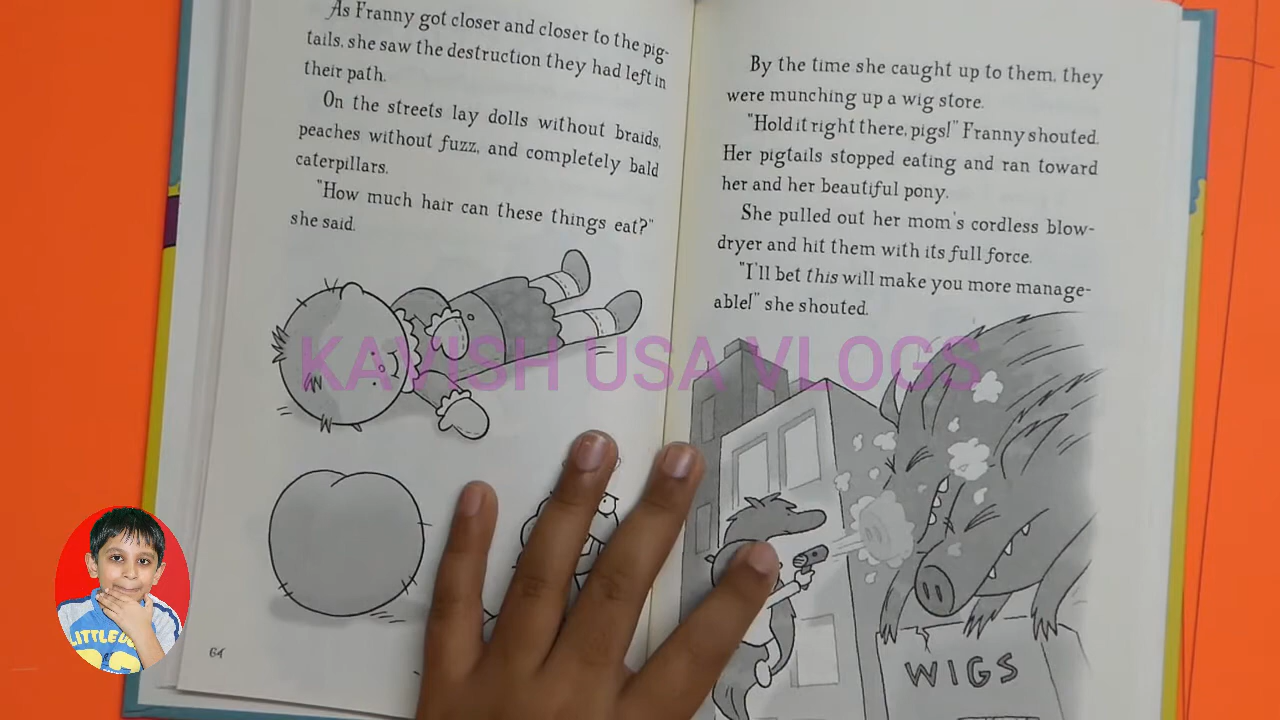 As Franny got closer and closer to the pig-
tails, she saw the destruction they had left in
their path.
On the streets lay dolls without braids,
peaches without fuzz, and completely bald
caterpillars.
"How much hair can these things eat?"
she said.
64
By the time she caught up to them, they
were munching up a wig store.
"Hold it right there, pigs!" Franny shouted.
Her pigtails stopped eating and ran toward
her and her beautiful pony.
She pulled out her mom's cordless blow-
dryer and hit them with its full force.
"I'll bet this will make you more manage-
able!" she shouted.
WIGS
KAVISH USA VLOGS